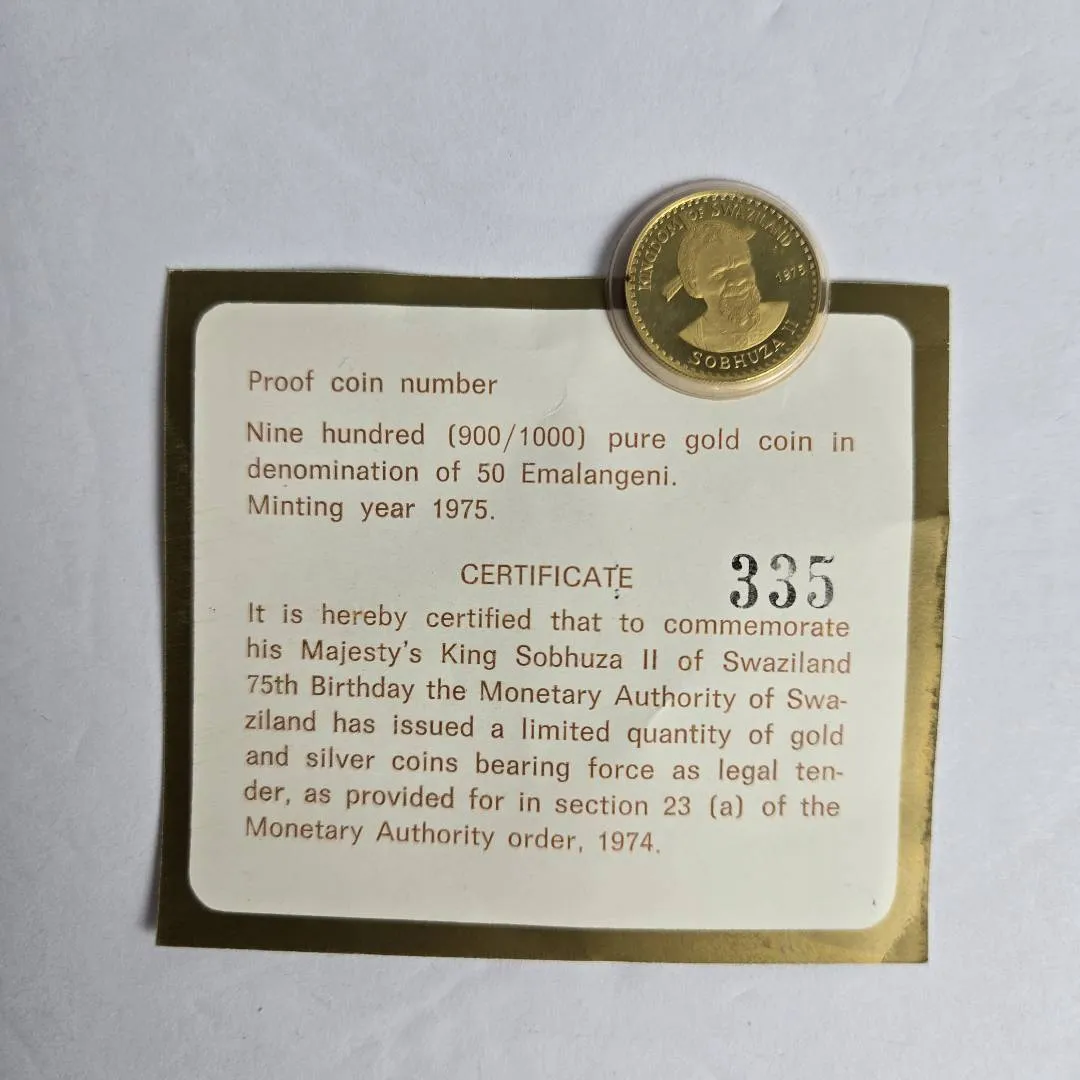 KINGDOM OF SWAZILAND
1975
SOBHUZA II
Proof coin number
Nine hundred (900/1000) pure gold coin in
denomination of 50 Emalangeni.
Minting year 1975.
CERTIFICATE 335
It is hereby certified that to commemorate
his Majesty's King Sobhuza II of Swaziland
75th Birthday the Monetary Authority of Swa-
ziland has issued a limited quantity of gold
and silver coins bearing force as legal ten-
der, as provided for in section 23 (a) of the
Monetary Authority order, 1974.